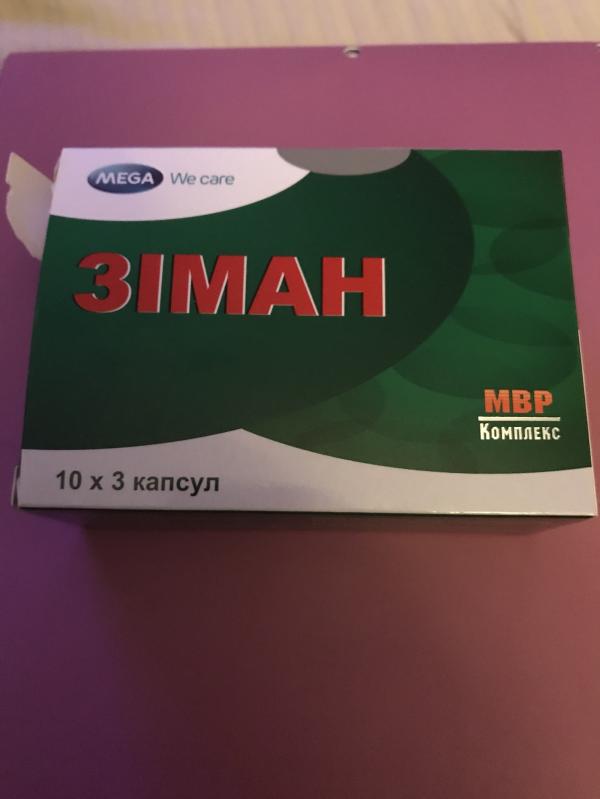 MEGA We care
ЗІМАН
МВР
Комплекс
10 x 3 капсул